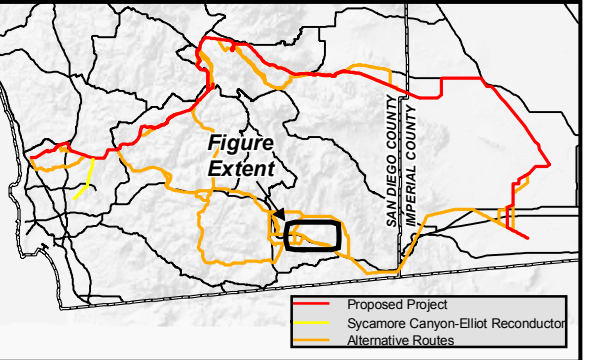 Figure
Extent
SAN DIEGO COUNTY
IMPERIAL COUNTY
Proposed Project
Sycamore Canyon-Elliot Reconductor
Alternative Routes